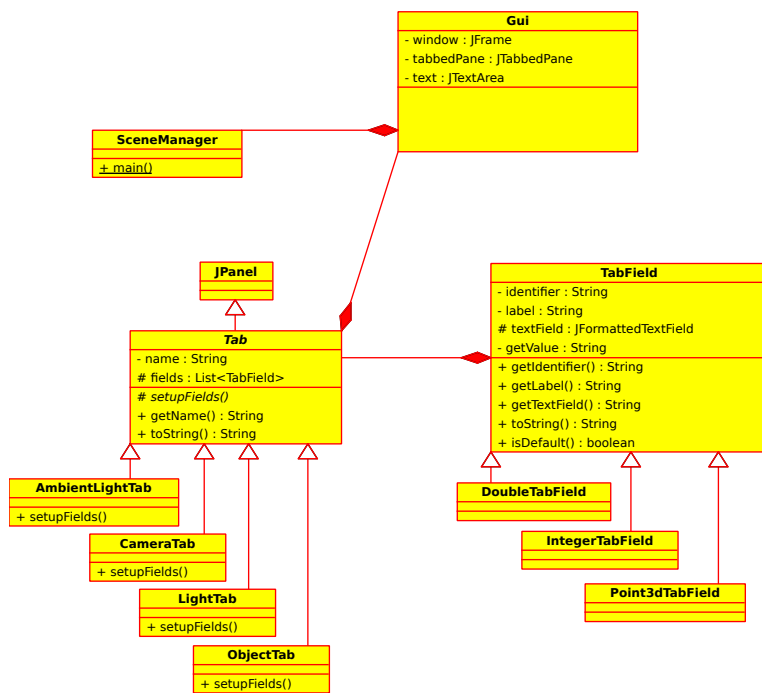 Gui
- window : JFrame
- tabbedPane : JTabbedPane
- text : JTextArea
SceneManager
+ main()
JPanel
Tab
- name : String
# fields : List<TabField>
# setupFields()
+ getName() : String
+ toString() : String
TabField
- identifier : String
- label : String
# textField : JFormattedTextField
- getValue : String
+ getIdentifier() : String
+ getLabel() : String
+ getTextField() : String
+ toString() : String
+ isDefault() : boolean
AmbientLightTab
+ setupFields()
CameraTab
+ setupFields()
LightTab
+ setupFields()
ObjectTab
+ setupFields()
DoubleTabField
IntegerTabField
Point3dTabField